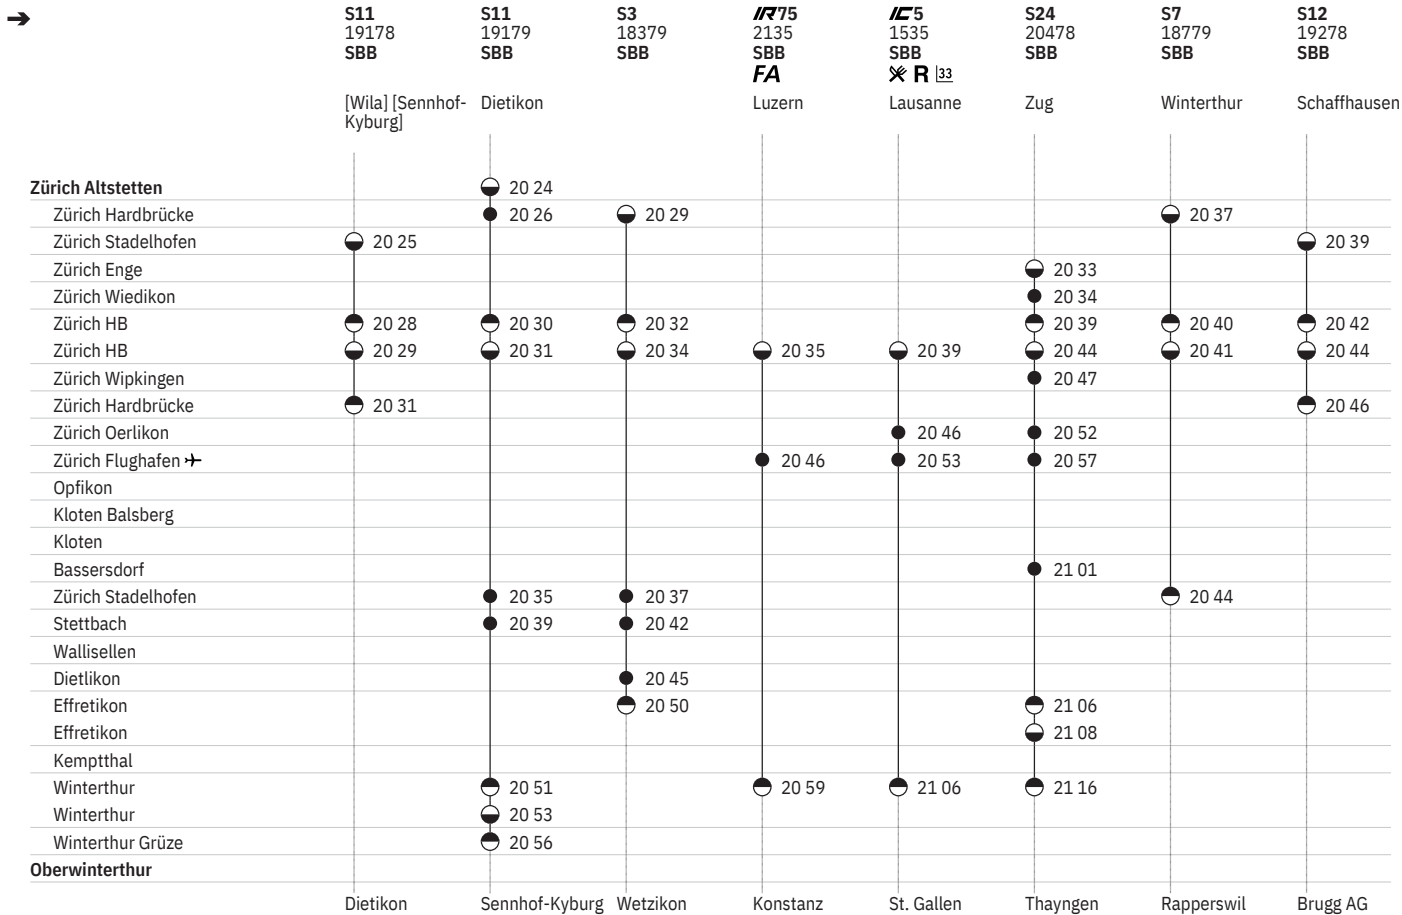 ➔ S11 S11 S3 IR75 IC5 S24 S7 S12
19178 19179 18379 2135 1535 20478 18779 19278
SBB SBB SBB SBB SBB SBB SBB SBB
FA R 33
[Wila] [Sennhof- Dietikon Luzern Lausanne Zug Winterthur Schaffhausen
Kyburg]
Zürich Altstetten 20 24
Zürich Hardbrücke 20 26 20 29 20 37
Zürich Stadelhofen 20 25 20 39
Zürich Enge 20 33
Zürich Wiedikon 20 34
Zürich HB 20 28 20 30 20 32 20 39 20 40 20 42
Zürich HB 20 29 20 31 20 34 20 35 20 39 20 44 20 41 20 44
Zürich Wipkingen 20 47
Zürich Hardbrücke 20 31 20 46
Zürich Oerlikon 20 46 20 52
Zürich Flughafen 20 46 20 53 20 57
Opfikon
Kloten Balsberg
Kloten
Bassersdorf 21 01
Zürich Stadelhofen 20 35 20 37 20 44
Stettbach 20 39 20 42
Wallisellen
Dietlikon 20 45
Effretikon 20 50 21 06
Effretikon 21 08
Kemptthal
Winterthur 20 51 20 59 21 06 21 16
Winterthur 20 53
Winterthur Grüze 20 56
Oberwinterthur
Dietikon Sennhof-Kyburg Wetzikon Konstanz St. Gallen Thayngen Rapperswil Brugg AG